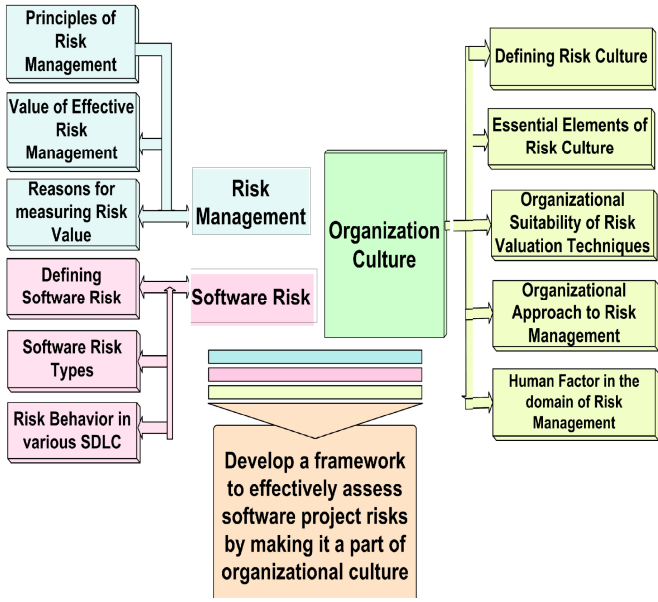 Principles of
Risk
Management
Value of Effective
Risk
Management
Reasons for
measuring Risk
Value
Risk
Management
Defining
Software Risk
Software Risk
Software Risk
Types
Risk Behavior in
various SDLC
Organization
Culture
Defining Risk Culture
Essential Elements of
Risk Culture
Organizational
Suitability of Risk
Valuation Techniques
Organizational
Approach to Risk
Management
Human Factor in the
domain of Risk
Management
Develop a framework
to effectively assess
software project risks
by making it a part of
organizational culture